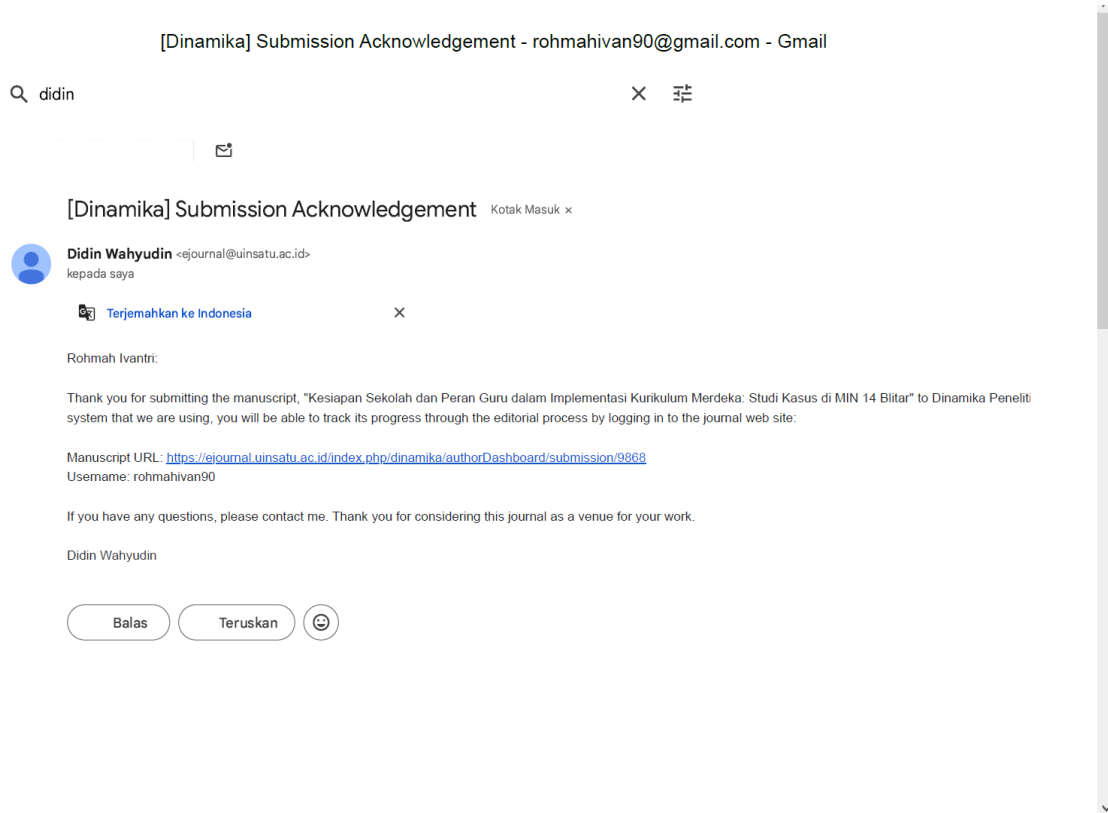 [Dinamika] Submission Acknowledgement - rohmahivan90@gmail.com - Gmail
didin
[Dinamika] Submission Acknowledgement Kotak Masuk ×
Didin Wahyudin <ejournal@uinsatu.ac.id>
kepada saya
Terjemahkan ke Indonesia
Rohmah Ivantri:
Thank you for submitting the manuscript, "Kesiapan Sekolah dan Peran Guru dalam Implementasi Kurikulum Merdeka: Studi Kasus di MIN 14 Blitar" to Dinamika Peneliti
system that we are using, you will be able to track its progress through the editorial process by logging in to the journal web site:
Manuscript URL: https://ejournal.uinsatu.ac.id/index.php/dinamika/authorDashboard/submission/9868
Username: rohmahivan90
If you have any questions, please contact me. Thank you for considering this journal as a venue for your work.
Didin Wahyudin
Balas Teruskan